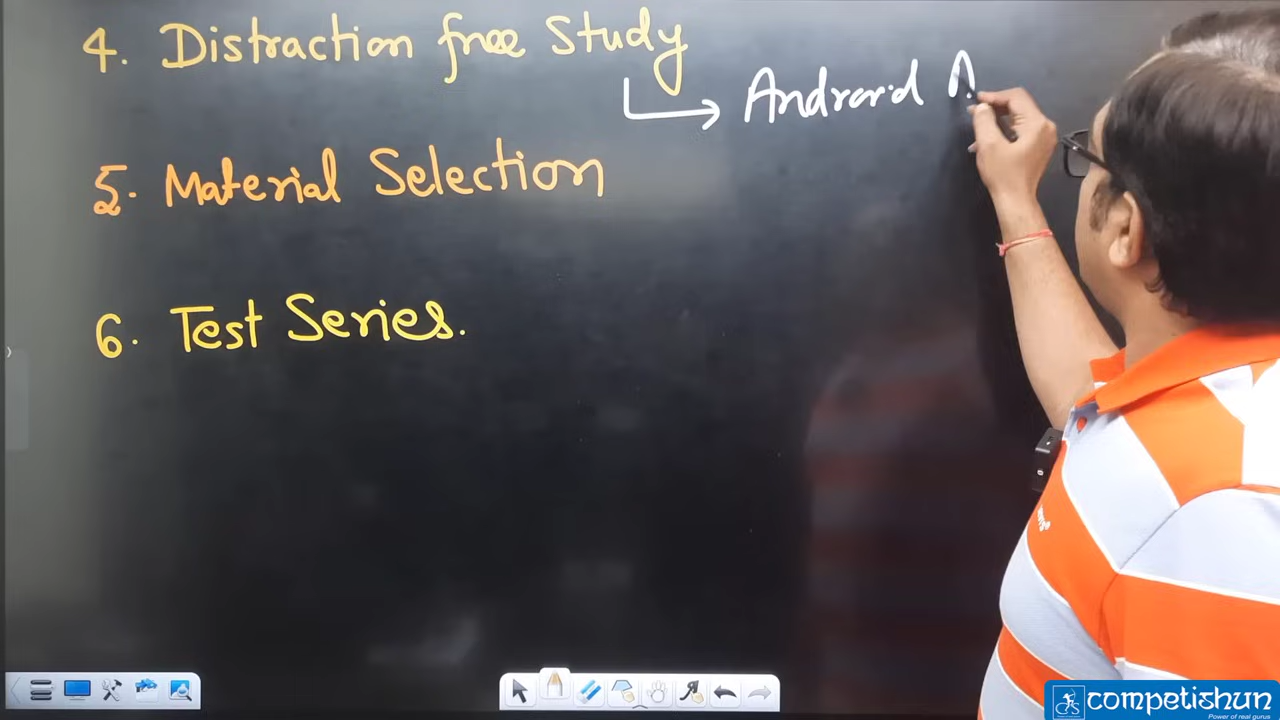 4. Distraction free Study
Android A
5. Material Selection
6. Test Series.
competishun
Power of real gurus